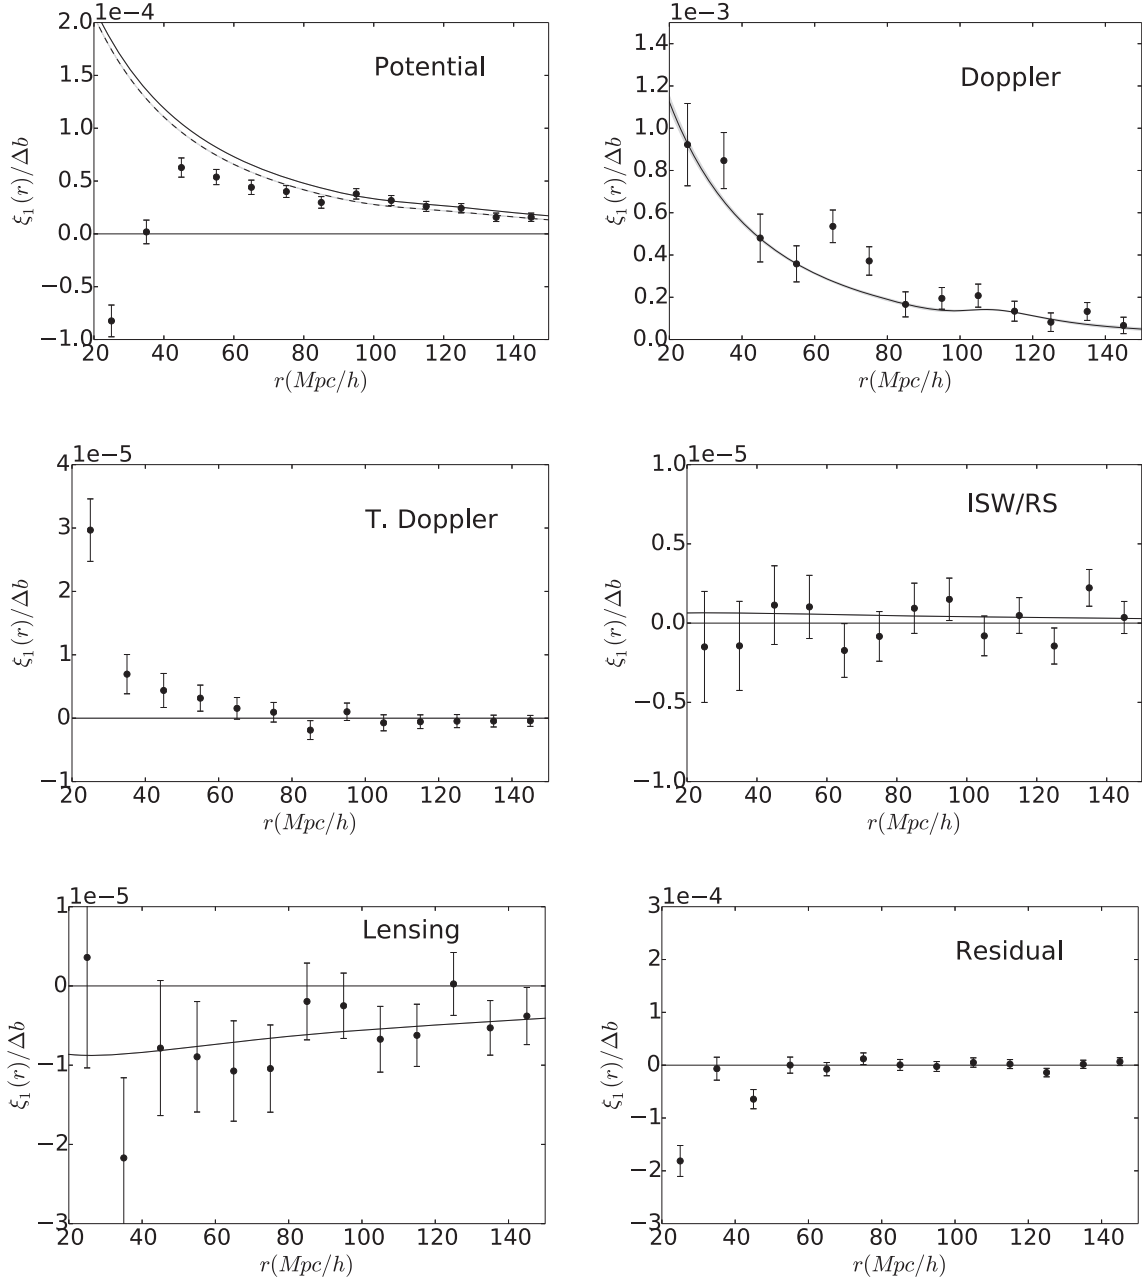 1e−4
2.0
1.5
1.0
0.5
0.0
−0.5
−1.0
20 40 60 80 100 120 140
r(Mpc/h)
ξ₁(r)/Δb
Potential
1e−3
1.4
1.2
1.0
0.8
0.6
0.4
0.2
0.0
20 40 60 80 100 120 140
r(Mpc/h)
ξ₁(r)/Δb
Doppler
1e−5
4
3
2
1
0
−1
20 40 60 80 100 120 140
r(Mpc/h)
ξ₁(r)/Δb
T. Doppler
1e−5
1.0
0.5
0.0
−0.5
−1.0
20 40 60 80 100 120 140
r(Mpc/h)
ξ₁(r)/Δb
ISW/RS
1e−5
1
0
−1
−2
−3
20 40 60 80 100 120 140
r(Mpc/h)
ξ₁(r)/Δb
Lensing
1e−4
3
2
1
0
−1
−2
−3
20 40 60 80 100 120 140
r(Mpc/h)
ξ₁(r)/Δb
Residual